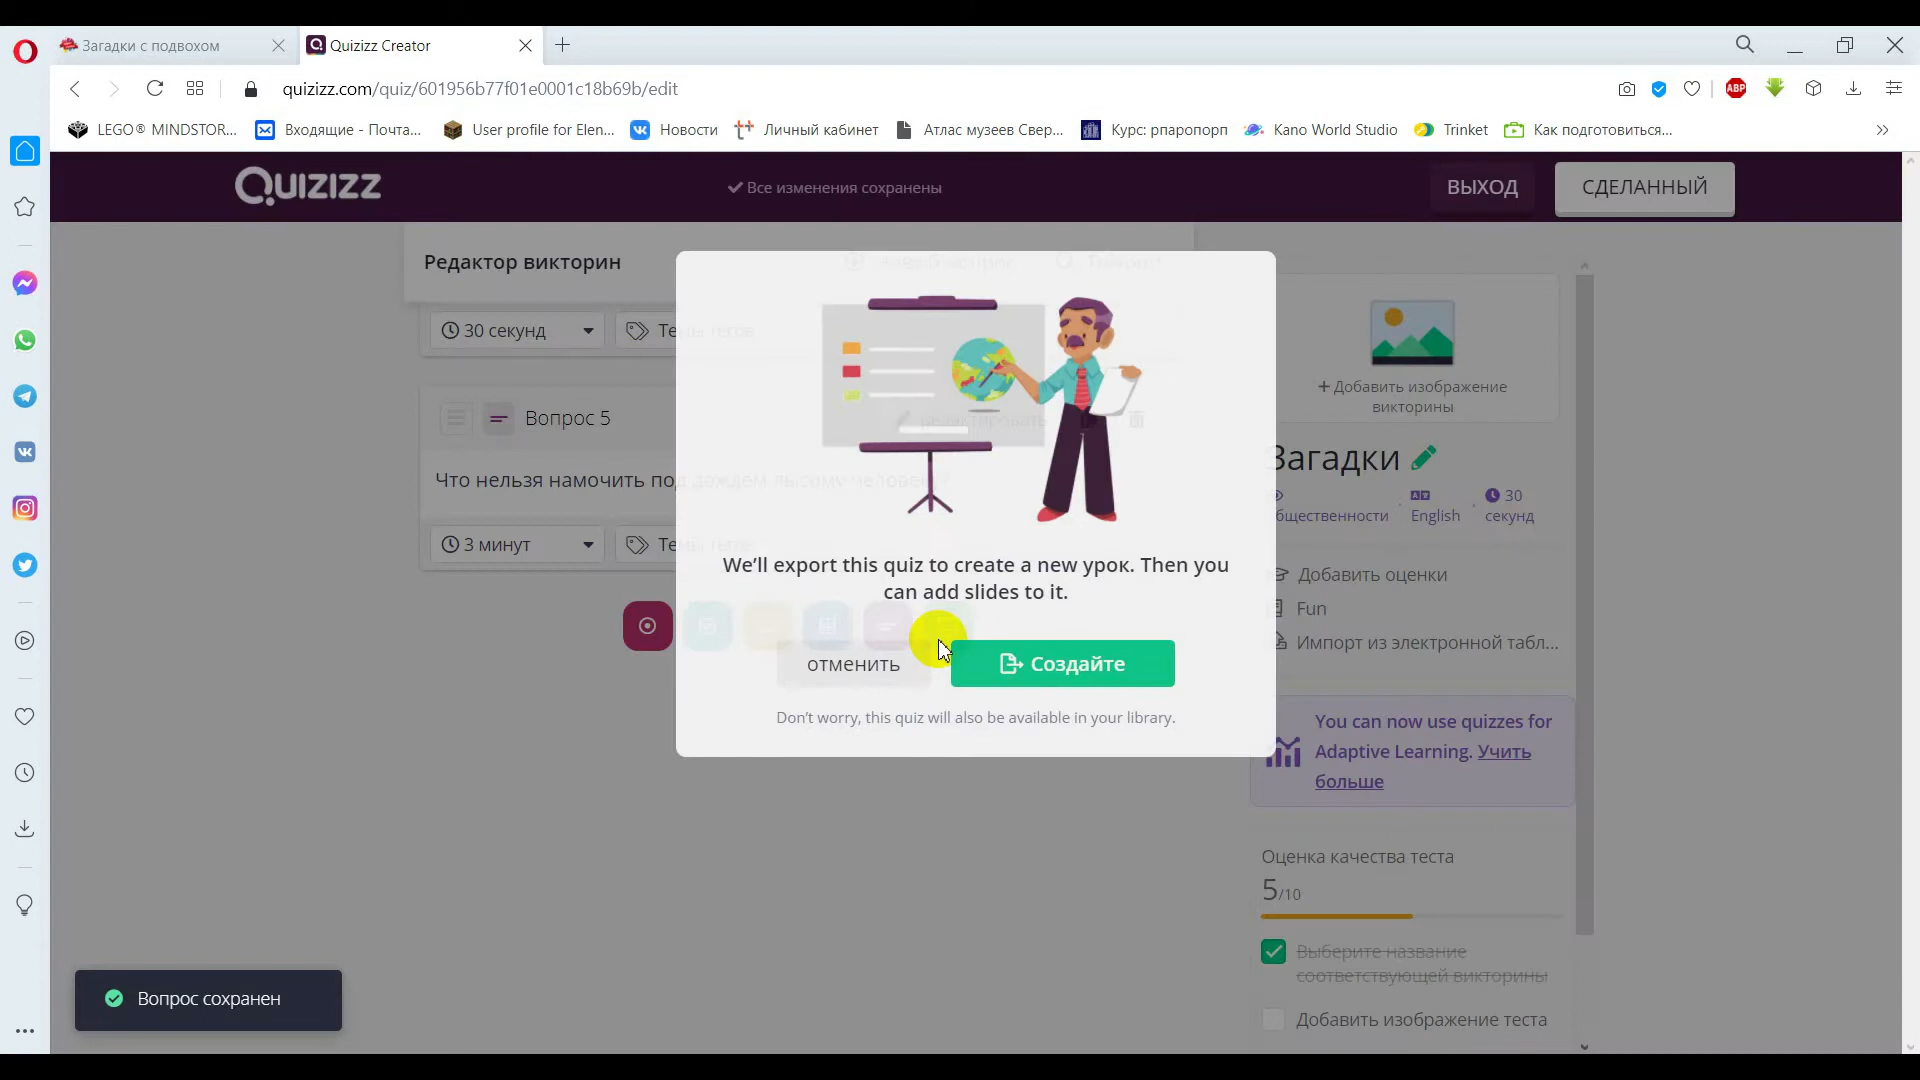 Загадки с подвохом
Quizizz Creator
quizizz.com/quiz/601956b77f01e0001c18b69b/edit
ABP
LEGO® MINDSTOR...
Входящие - Почта...
User profile for Elen...
Новости
Личный кабинет
Атлас музеев Свер...
Курс: рпаропорп
Kano World Studio
Trinket
Как подготовиться...
QUIZIZZ
Все изменения сохранены
ВЫХОД
СДЕЛАННЫЙ
Редактор викторин
30 секунд
Вопрос 5
Что нельзя намочить под дождем лысому
3 минут
We’ll export this quiz to create a new урок. Then you
can add slides to it.
отменить
Создайте
Don’t worry, this quiz will also be available in your library.
+ Добавить изображение
викторины
Загадки
бщественности
English
30
секунд
Добавить оценки
Fun
Импорт из электронной табл...
You can now use quizzes for
Adaptive Learning. Учить
больше
Оценка качества теста
5/10
Выберите название
соответствующей викторины
Добавить изображение теста
Вопрос сохранен